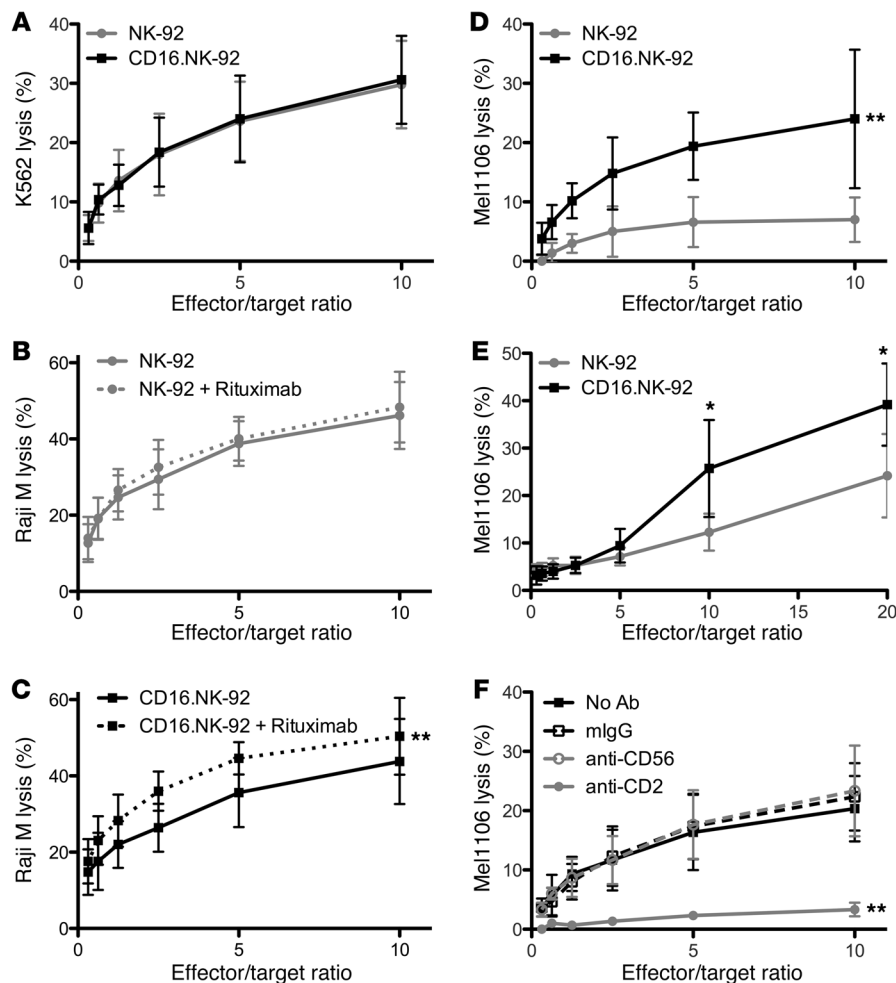 A
K562 lysis (%)
NK-92
CD16.NK-92
40
30
20
10
0
0
5
10
Effector/target ratio
B
Raji M lysis (%)
NK-92
NK-92 + Rituximab
60
40
20
0
0
5
10
Effector/target ratio
C
Raji M lysis (%)
CD16.NK-92
CD16.NK-92 + Rituximab
**
60
40
20
0
0
5
10
Effector/target ratio
D
Mel1106 lysis (%)
NK-92
CD16.NK-92
**
40
30
20
10
0
0
5
10
Effector/target ratio
E
Mel1106 lysis (%)
NK-92
CD16.NK-92
*
*
50
40
30
20
10
0
0
5
10
15
20
Effector/target ratio
F
Mel1106 lysis (%)
No Ab
mIgG
anti-CD56
anti-CD2
**
40
30
20
10
0
0
5
10
Effector/target ratio